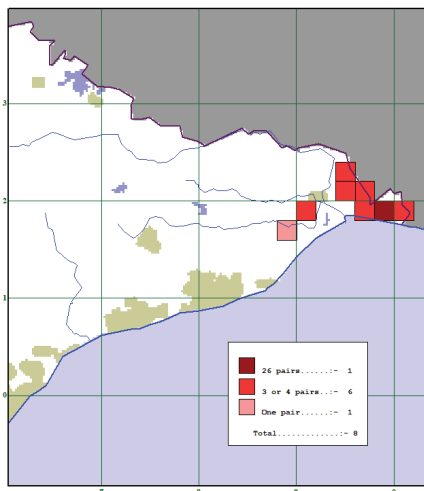 3
2
1
0
26 pairs......:- 1
3 or 4 pairs..:- 6
One pair......:- 1
Total.............:- 8